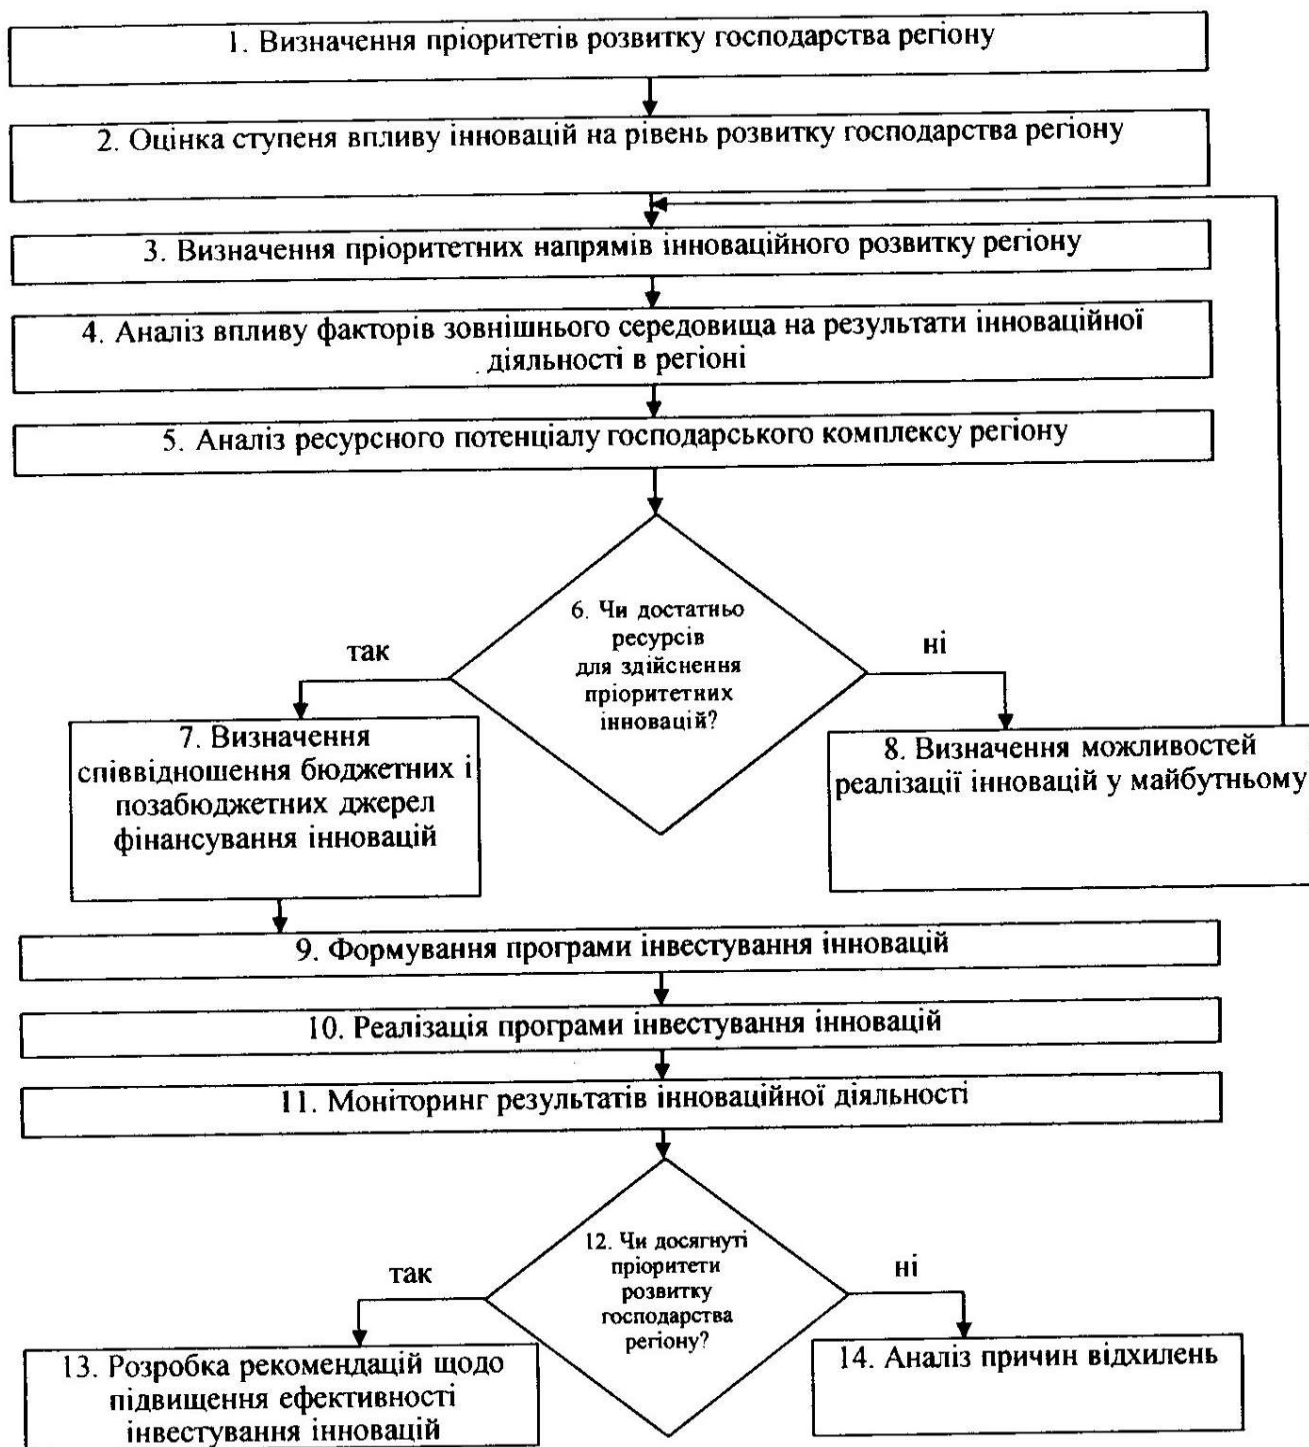 1. Визначення пріоритетів розвитку господарства регіону
2. Оцінка ступеня впливу інновацій на рівень розвитку господарства регіону
3. Визначення пріоритетних напрямів інноваційного розвитку регіону
4. Аналіз впливу факторів зовнішнього середовища на результати інноваційної
діяльності в регіоні
5. Аналіз ресурсного потенціалу господарського комплексу регіону
6. Чи достатньо
ресурсів
для здійснення
пріоритетних
інновацій?
так
ні
7. Визначення
співвідношення бюджетних і
позабюджетних джерел
фінансування інновацій
8. Визначення можливостей
реалізації інновацій у майбутньому
9. Формування програми інвестування інновацій
10. Реалізація програми інвестування інновацій
11. Моніторинг результатів інноваційної діяльності
12. Чи досягнуті
пріоритети
розвитку
господарства
регіону?
так
ні
13. Розробка рекомендацій щодо
підвищення ефективності
інвестування інновацій
14. Аналіз причин відхилень